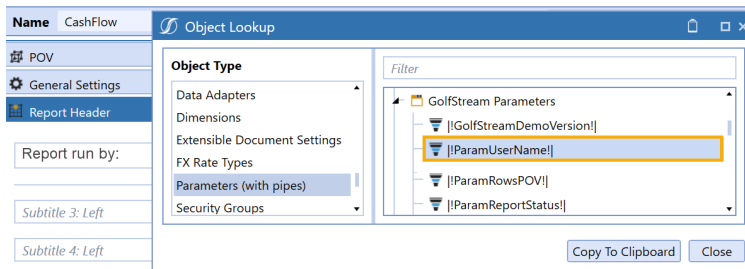 Name CashFlow
Object Lookup
POV
General Settings
Report Header
Report run by:
Subtitle 3: Left
Subtitle 4: Left
Object Type
Data Adapters
Dimensions
Extensible Document Settings
FX Rate Types
Parameters (with pipes)
Security Groups
Filter
GolfStream Parameters
|!GolfStreamDemoVersion!|
|!ParamUserName!|
|!ParamRowsPOV!|
|!ParamReportStatus!|
Copy To Clipboard
Close